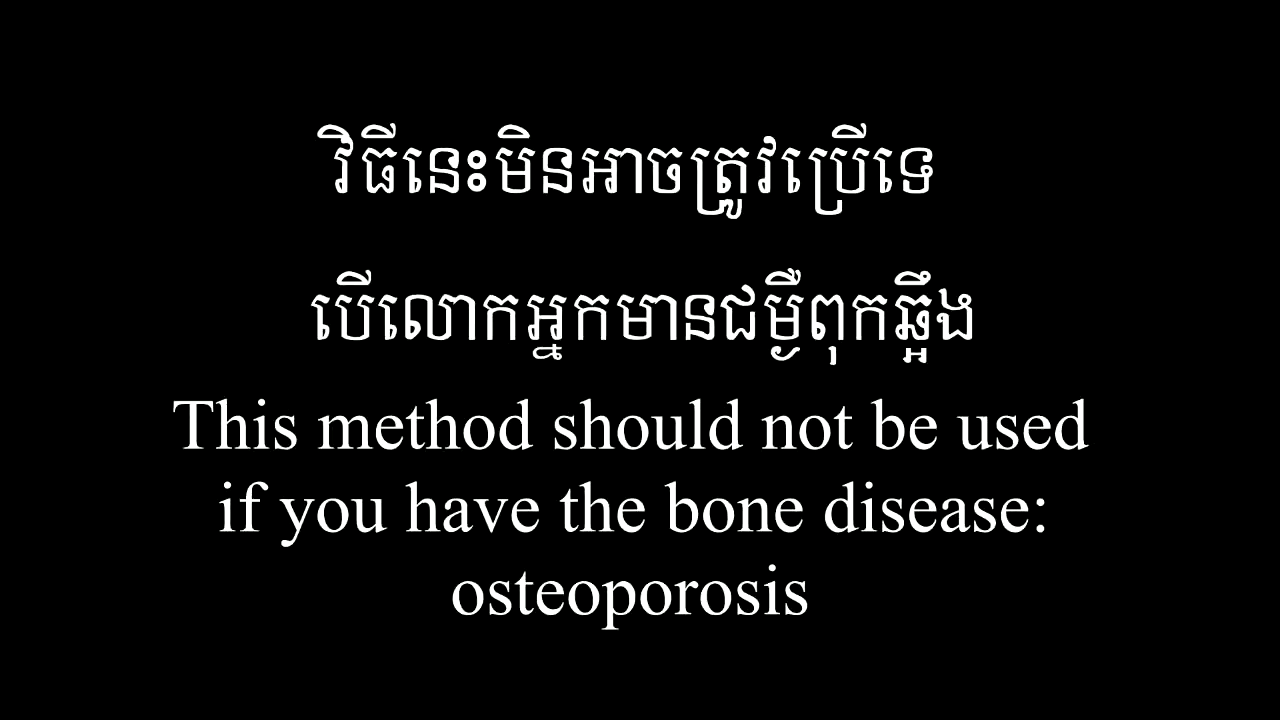 វិធីនេះមិនអាចត្រូវប្រើទេ
បើលោកអ្នកមានជម្ងឺពុកឆ្អឹង
This method should not be used
if you have the bone disease:
osteoporosis